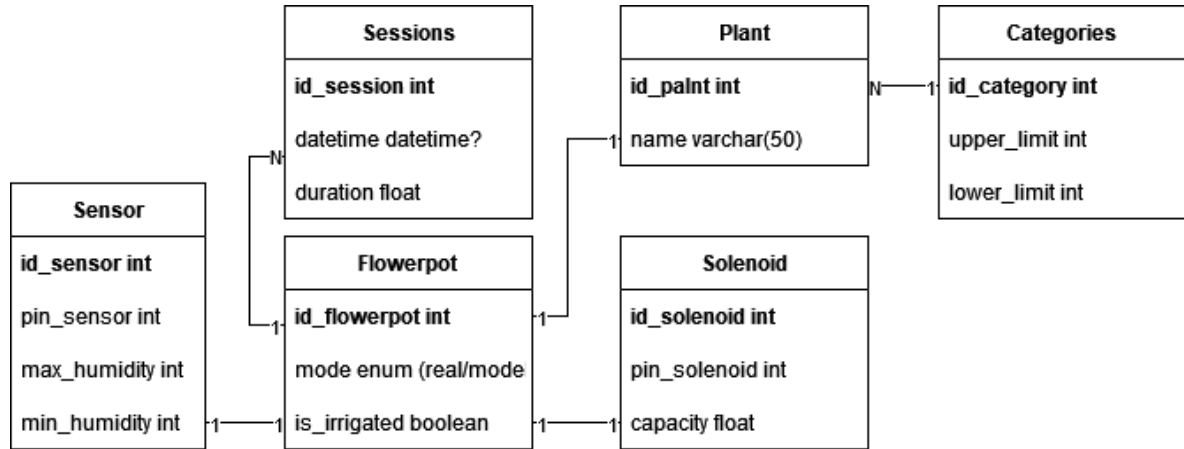 Sessions
id_session int
datetime datetime?
duration float
Plant
id_palnt int
name varchar(50)
Categories
id_category int
upper_limit int
lower_limit int
N
1
N
1
Sensor
id_sensor int
pin_sensor int
max_humidity int
min_humidity int
Flowerpot
id_flowerpot int
mode enum (real/mode
is_irrigated boolean
Solenoid
id_solenoid int
pin_solenoid int
capacity float
1
1
1
1
1
1